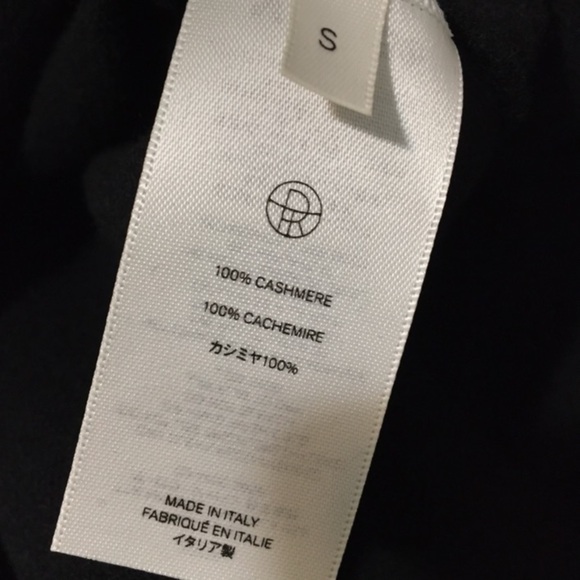 S
100% CASHMERE
100% CACHEMIRE
カシミヤ100%
MADE IN ITALY
FABRIQUÉ EN ITALIE
イタリア製